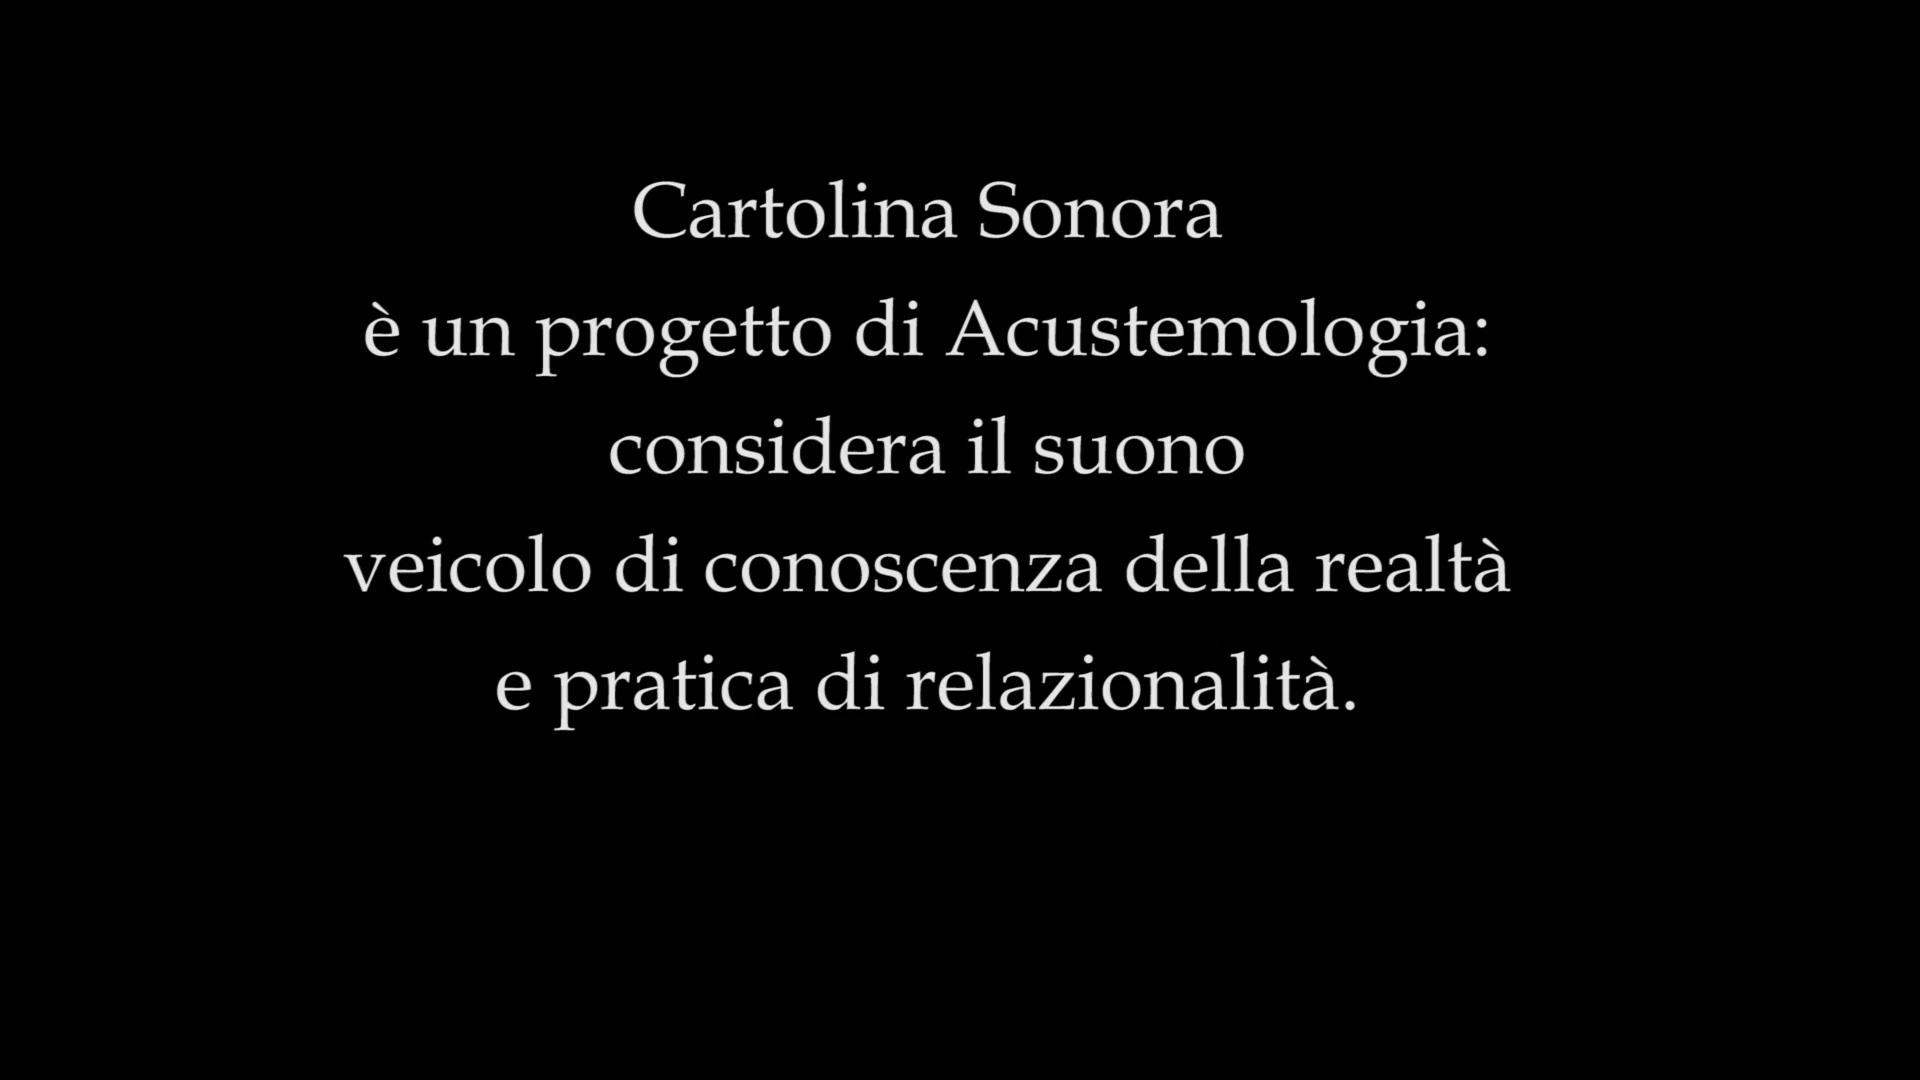 Cartolina Sonora
è un progetto di Acustemologia:
considera il suono
veicolo di conoscenza della realtà
e pratica di relazionalità.